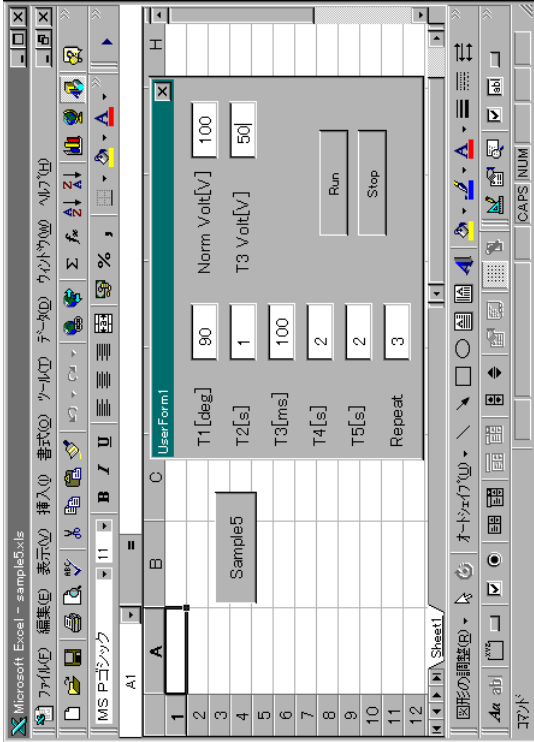 Microsoft Excel - sample5.xls
ファイル(F) 編集(E) 表示(V) 挿入(I) 書式(O) ツール(T) データ(D) ウィンドウ(W) ヘルプ(H)
MS Pゴシック 11 B I U % ,
A1 =
A B C H
1
2
3
4
5
6
7
8
9
10
11
12
Sample5
UserForm1
T1[deg] 90 Norm Volt[V] 100
T2[s] 1 T3 Volt[V] 50
T3[ms] 100
T4[s] 2 Run
T5[s] 2 Stop
Repeat 3
Sheet1
図形の調整(R) オートシェイプ(U)
Aa ab|
コマンド CAPS NUM